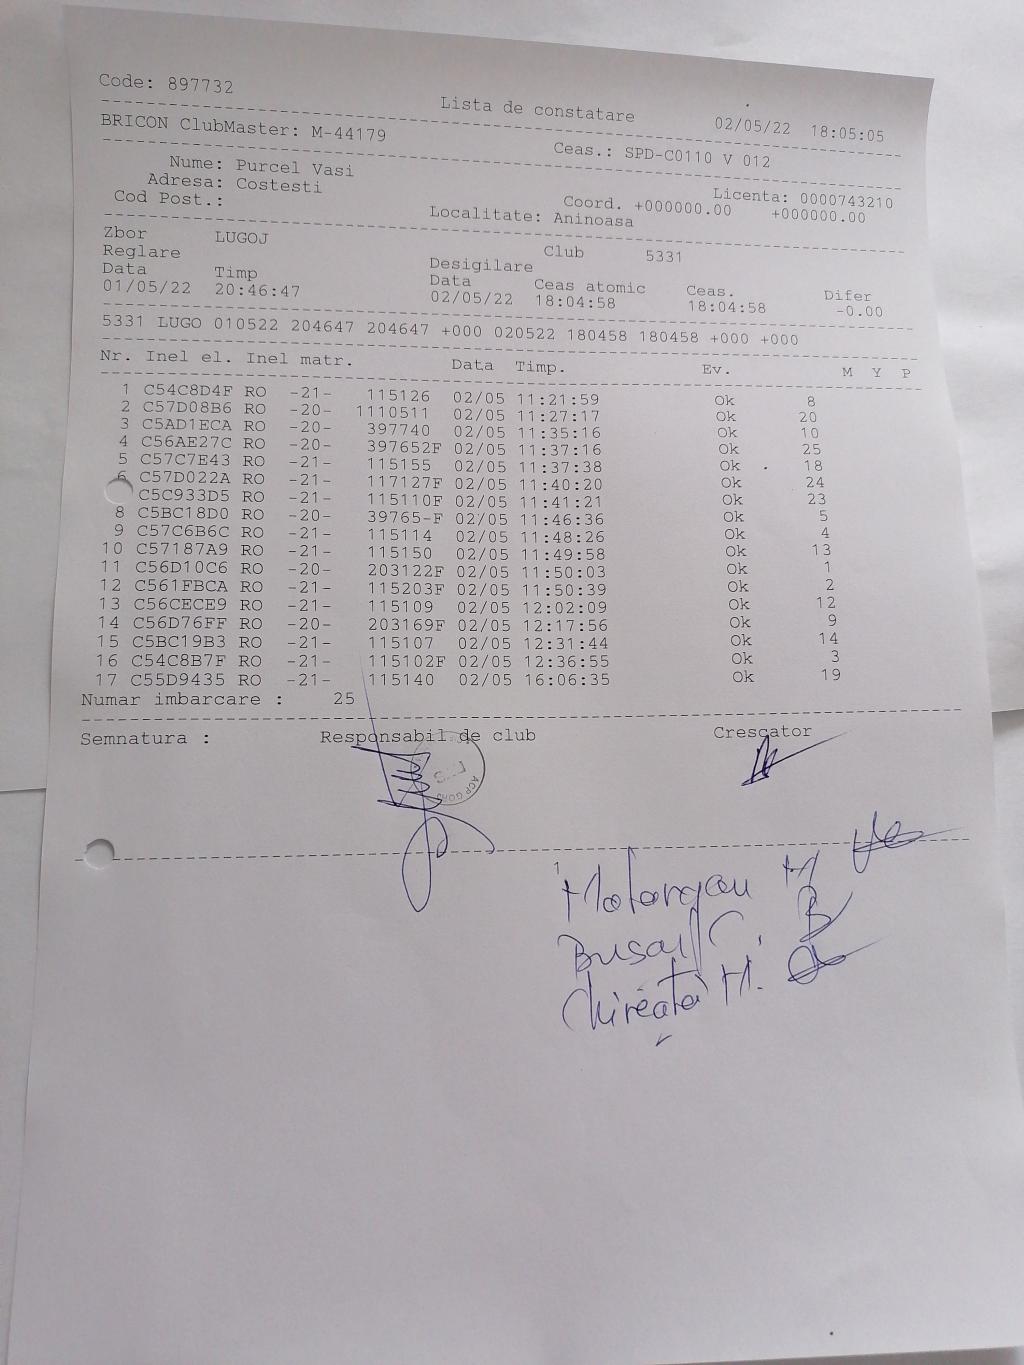 Code: 897732
Lista de constatare 02/05/22 18:05:05
BRICON ClubMaster: M-44179 Ceas.: SPD-C0110 V 012
Nume: Purcel Vasi Licenta: 0000743210
Adresa: Costesti Coord. +000000.00 +000000.00
Cod Post.: Localitate: Aninoasa
Zbor LUGOJ Club 5331
Reglare Desigilare
Data Timp Data Ceas atomic Ceas. Difer
01/05/22 20:46:47 02/05/22 18:04:58 18:04:58 -0.00
5331 LUGO 010522 204647 204647 +000 020522 180458 180458 +000 +000
Nr. Inel el. Inel matr. Data Timp. Ev. M Y P
1 C54C8D4F RO -21- 115126 02/05 11:21:59 Ok 8
2 C57D08B6 RO -20- 1110511 02/05 11:27:17 Ok 20
3 C5AD1ECA RO -20- 397740 02/05 11:35:16 Ok 10
4 C56AE27C RO -20- 397652F 02/05 11:37:16 Ok 25
5 C57C7E43 RO -21- 115155 02/05 11:37:38 Ok 18
6 C57D022A RO -21- 117127F 02/05 11:40:20 Ok 24
C5C933D5 RO -21- 115110F 02/05 11:41:21 Ok 23
8 C5BC18D0 RO -20- 39765-F 02/05 11:46:36 Ok 5
9 C57C6B6C RO -21- 115114 02/05 11:48:26 Ok 4
10 C57187A9 RO -21- 115150 02/05 11:49:58 Ok 13
11 C56D10C6 RO -20- 203122F 02/05 11:50:03 Ok 1
12 C561FBCA RO -21- 115203F 02/05 11:50:39 Ok 2
13 C56CECE9 RO -21- 115109 02/05 12:02:09 Ok 12
14 C56D76FF RO -20- 203169F 02/05 12:17:56 Ok 9
15 C5BC19B3 RO -21- 115107 02/05 12:31:44 Ok 14
16 C54C8B7F RO -21- 115102F 02/05 12:36:55 Ok 3
17 C55D9435 RO -21- 115140 02/05 16:06:35 Ok 19
Numar imbarcare : 25
Semnatura : Responsabil de club Crescator
ACP GORJ